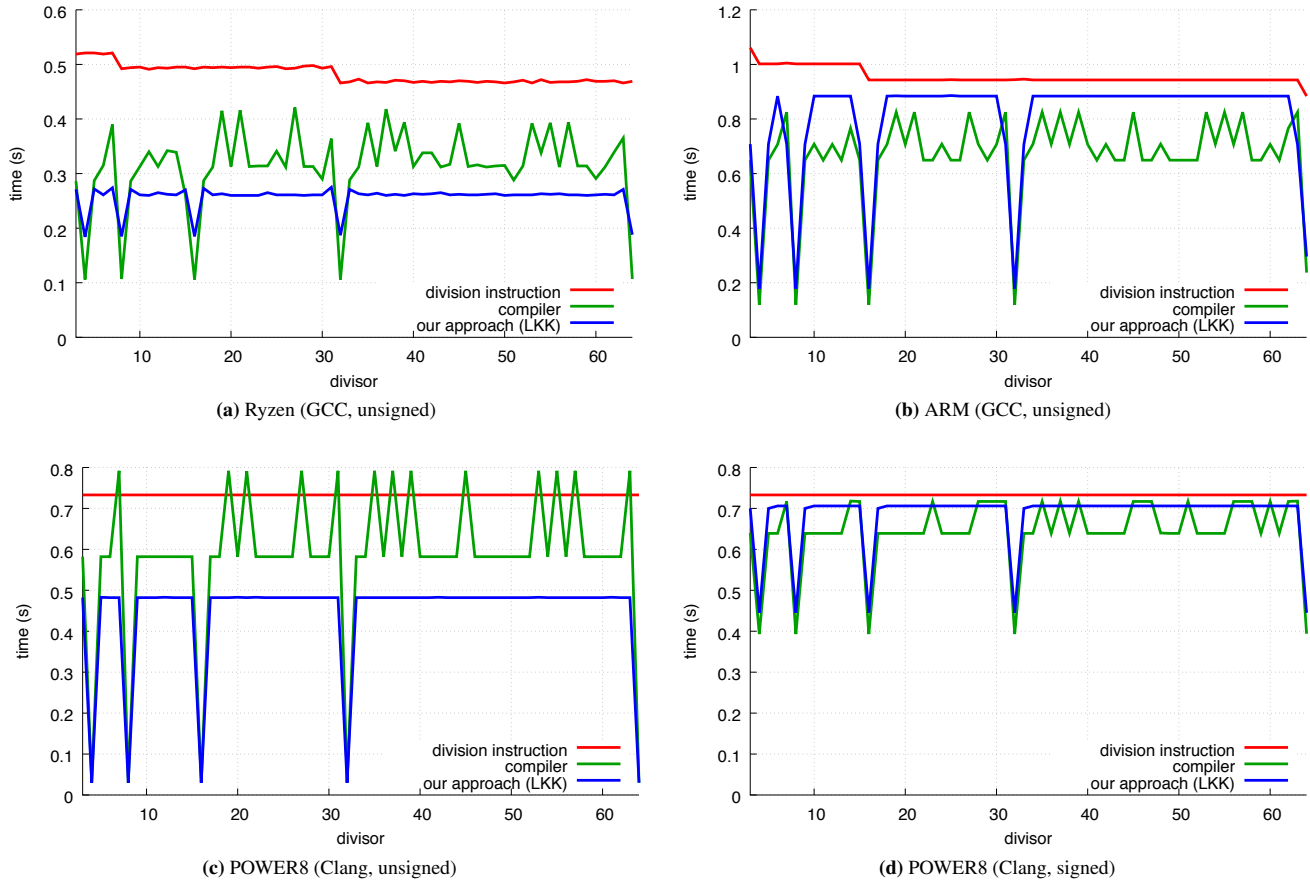 0.6
0.5
0.4
0.3
0.2
0.1
0
time (s)
division instruction
compiler
our approach (LKK)
10 20 30 40 50 60
divisor
(a) Ryzen (GCC, unsigned)
1.2
1
0.8
0.6
0.4
0.2
0
time (s)
division instruction
compiler
our approach (LKK)
10 20 30 40 50 60
divisor
(b) ARM (GCC, unsigned)
0.8
0.7
0.6
0.5
0.4
0.3
0.2
0.1
0
time (s)
division instruction
compiler
our approach (LKK)
10 20 30 40 50 60
divisor
(c) POWER8 (Clang, unsigned)
0.8
0.7
0.6
0.5
0.4
0.3
0.2
0.1
0
time (s)
division instruction
compiler
our approach (LKK)
10 20 30 40 50 60
divisor
(d) POWER8 (Clang, signed)